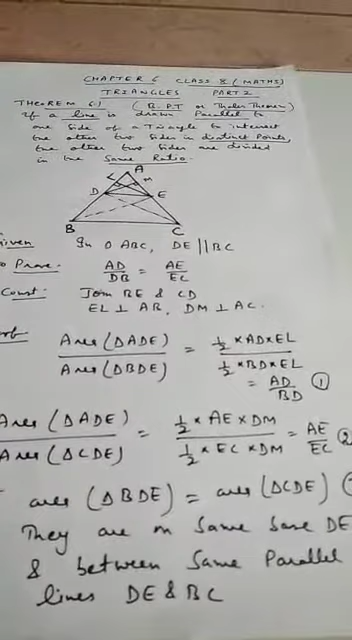 CHAPTER 6 CLASS 8 (MATHS)
TRIANGLES PART 2
THEOREM 6.1 (B.P.T or Thales Theorem)
If a line is drawn Parallel to
one side of a Triangle to intersect
the other two sides in distinct Points,
the other two sides are divided
in the Same Ratio.
A
L M
D E
B C
Given In Δ ABC, DE || BC
To Prove: AD/DB = AE/EC
Const: Join BE & CD
EL ⊥ AB, DM ⊥ AC.
Area (ΔADE) / Area (ΔBDE) = ½ × AD × EL / ½ × BD × EL
= AD/BD ①
Area (ΔADE) / Area (ΔCDE) = ½ × AE × DM / ½ × EC × DM = AE/EC ②
area (ΔBDE) = area (ΔCDE)
They are on Same base DE
& between Same Parallel
lines DE & BC